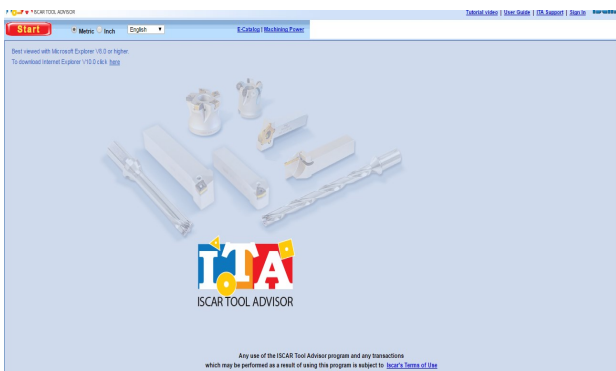 ISCAR TOOL ADVISOR
Tutorial video | User Guide | ITA Support | Sign In
Start
Metric Inch English
E-Catalog | Machining Power
Best viewed with Microsoft Explorer V8.0 or higher.
To download Internet Explorer V10.0 click here
ITA
ISCAR TOOL ADVISOR
Any use of the ISCAR Tool Advisor program and any transactions
which may be performed as a result of using this program is subject to Iscar's Terms of Use